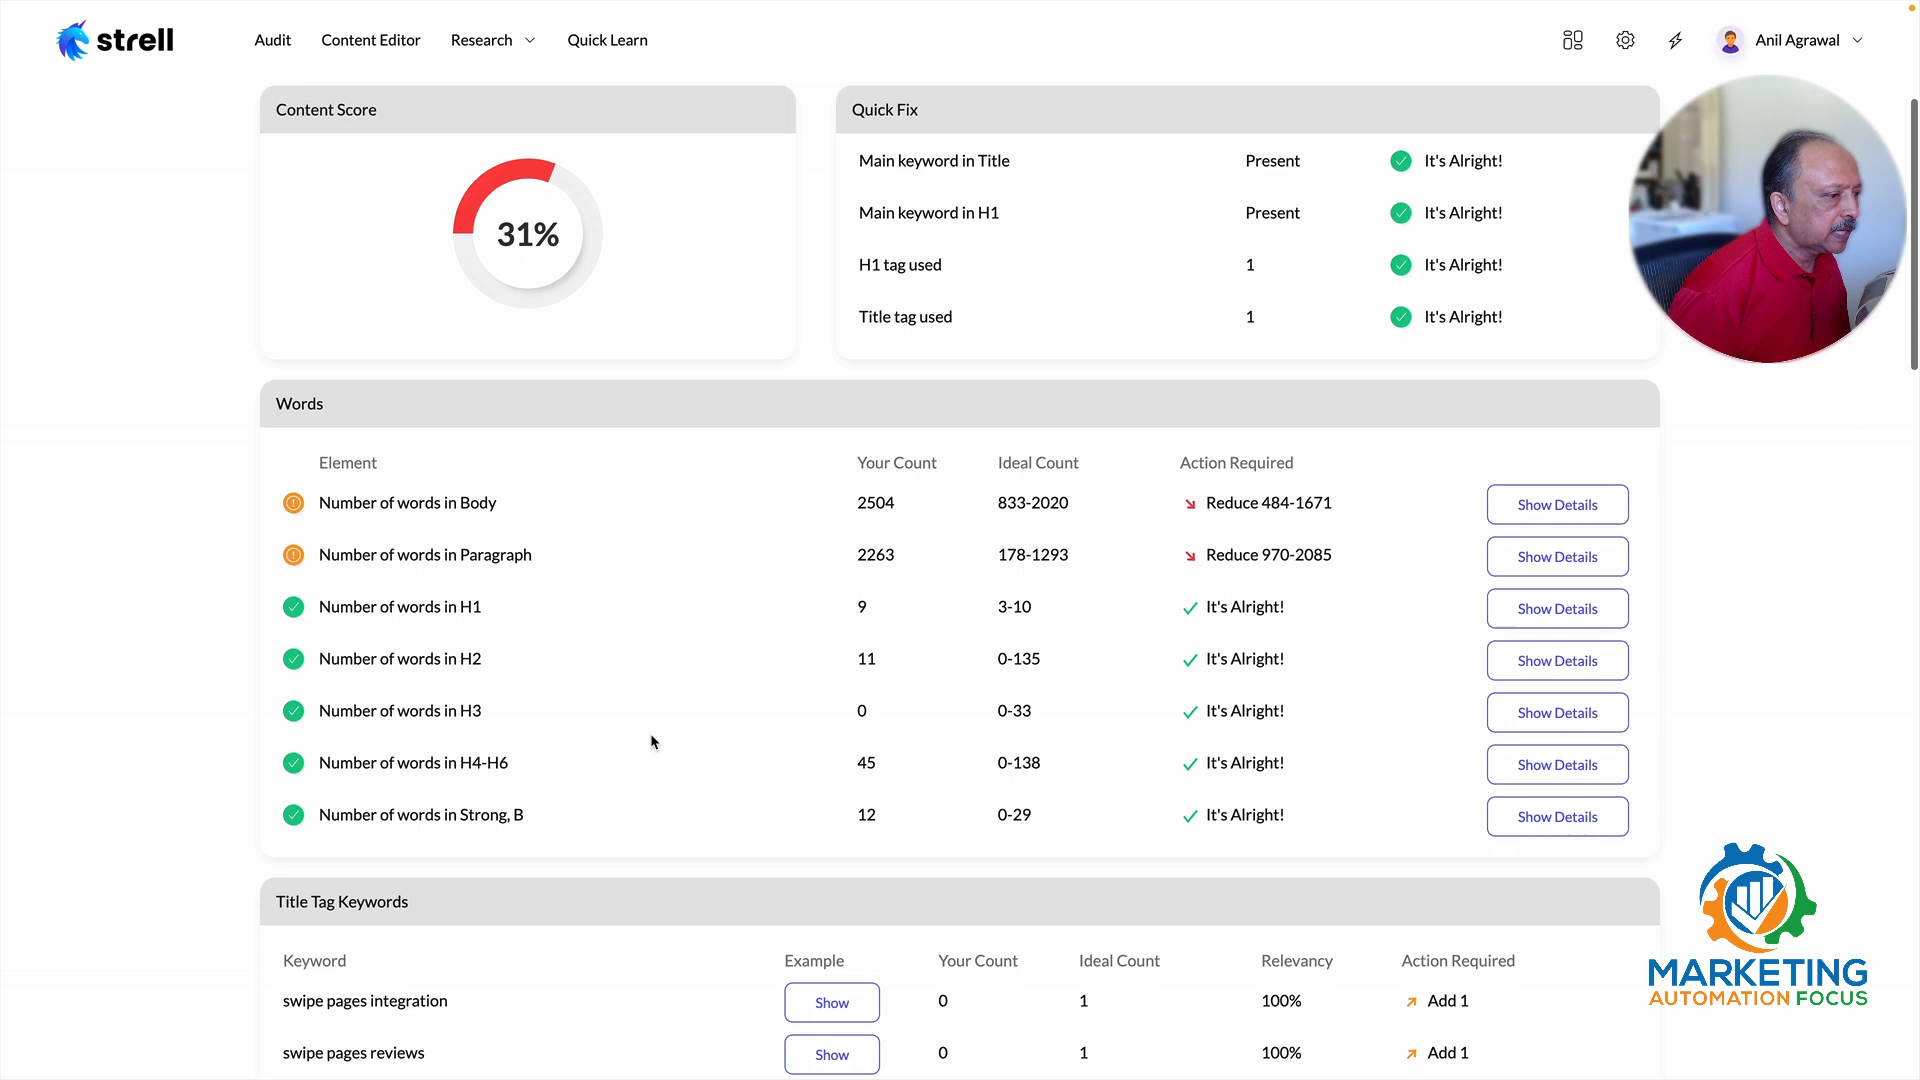 strell
Audit
Content Editor
Research
Quick Learn
Anil Agrawal
Content Score
31%
Quick Fix
Main keyword in Title Present It's Alright!
Main keyword in H1 Present It's Alright!
H1 tag used 1 It's Alright!
Title tag used 1 It's Alright!
Words
Element Your Count Ideal Count Action Required
Number of words in Body 2504 833-2020 Reduce 484-1671 Show Details
Number of words in Paragraph 2263 178-1293 Reduce 970-2085 Show Details
Number of words in H1 9 3-10 It's Alright! Show Details
Number of words in H2 11 0-135 It's Alright! Show Details
Number of words in H3 0 0-33 It's Alright! Show Details
Number of words in H4-H6 45 0-138 It's Alright! Show Details
Number of words in Strong, B 12 0-29 It's Alright! Show Details
Title Tag Keywords
Keyword Example Your Count Ideal Count Relevancy Action Required
swipe pages integration Show 0 1 100% Add 1
swipe pages reviews Show 0 1 100% Add 1
MARKETING
AUTOMATION FOCUS